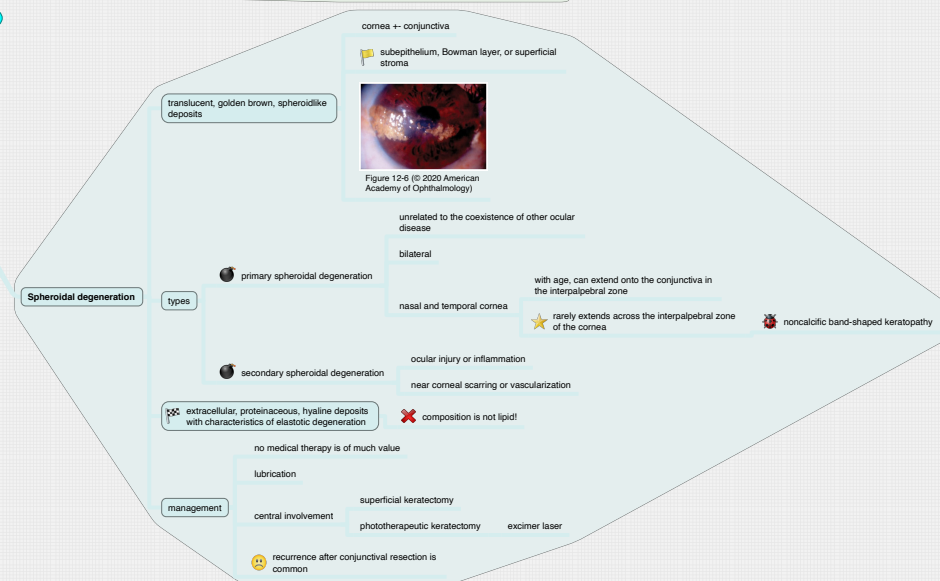 cornea +- conjunctiva
subepithelium, Bowman layer, or superficial
stroma
translucent, golden brown, spheroidlike
deposits
Figure 12-6 (© 2020 American
Academy of Ophthalmology)
unrelated to the coexistence of other ocular
disease
bilateral
primary spheroidal degeneration
with age, can extend onto the conjunctiva in
the interpalpebral zone
nasal and temporal cornea
rarely extends across the interpalpebral zone
of the cornea
noncalcific band-shaped keratopathy
Spheroidal degeneration
types
ocular injury or inflammation
secondary spheroidal degeneration
near corneal scarring or vascularization
extracellular, proteinaceous, hyaline deposits
with characteristics of elastotic degeneration
composition is not lipid!
no medical therapy is of much value
lubrication
management
superficial keratectomy
central involvement
phototherapeutic keratectomy
excimer laser
recurrence after conjunctival resection is
common